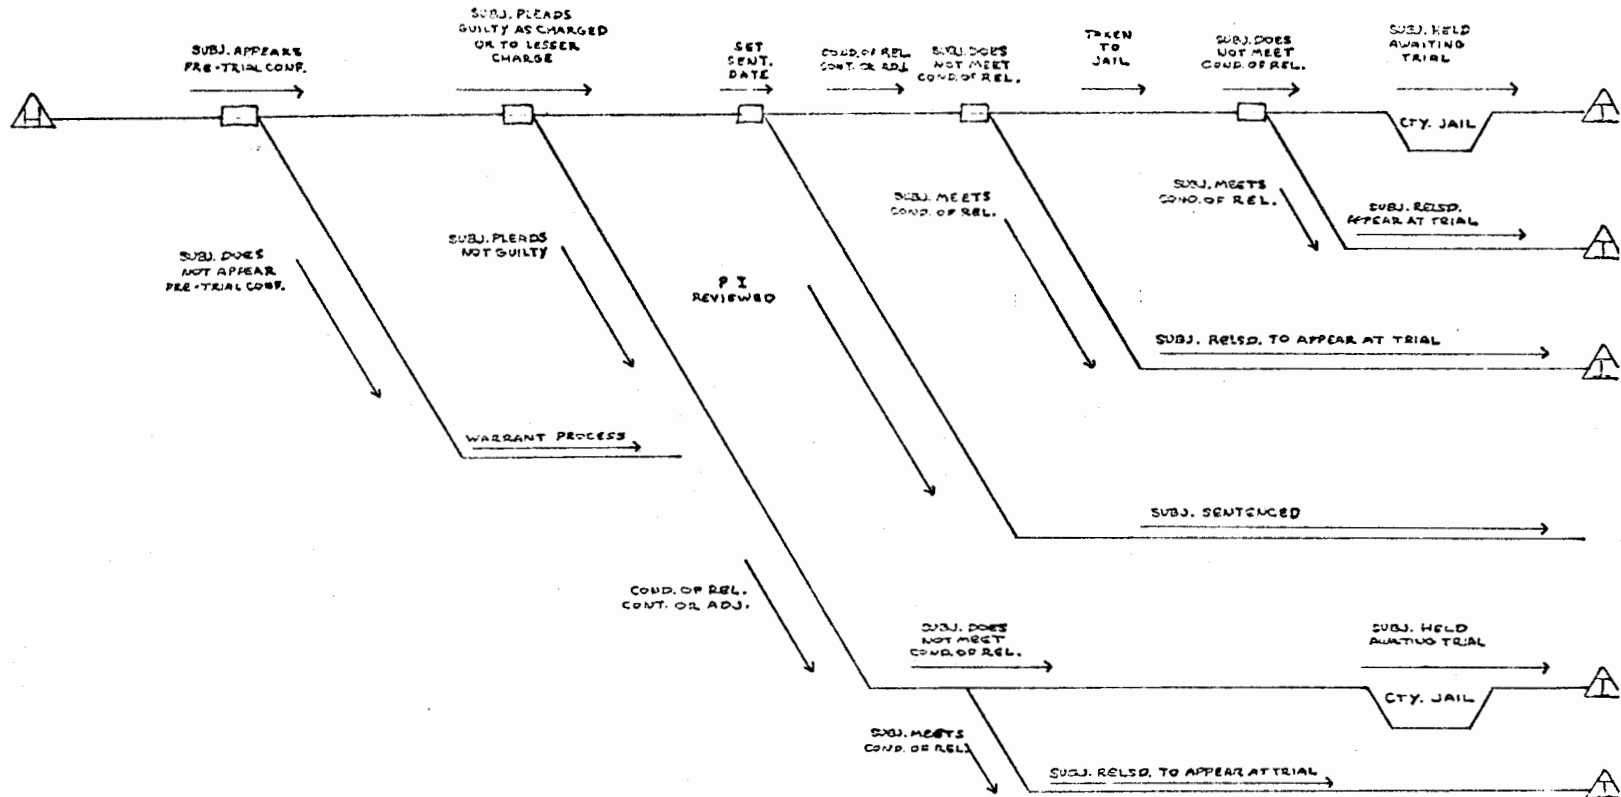 SUBJ. APPEARS
PRE-TRIAL CONF.
SUBJ. PLEADS
GUILTY AS CHARGED
OR TO LESSER
CHARGE
SET
SENT.
DATE
COND. OF REL.
CONT. OR ADJ.
SUBJ. DOES
NOT MEET
COND. OF REL.
TAKEN
TO
JAIL
SUBJ. DOES
NOT MEET
COND. OF REL.
SUBJ. HELD
AWAITING
TRIAL
H
CTY. JAIL
I
SUBJ. MEETS
COND. OF REL.
SUBJ. MEETS
COND. OF REL.
SUBJ. RELSD.
APPEAR AT TRIAL
I
SUBJ. DOES
NOT APPEAR
PRE-TRIAL CONF.
SUBJ. PLEADS
NOT GUILTY
P I
REVIEWED
SUBJ. RELSD. TO APPEAR AT TRIAL
I
WARRANT PROCESS
SUBJ. SENTENCED
COND. OF REL.
CONT. OR ADJ.
SUBJ. DOES
NOT MEET
COND. OF REL.
SUBJ. HELD
AWAITING TRIAL
CTY. JAIL
I
SUBJ. MEETS
COND. OF REL.
SUBJ. RELSD. TO APPEAR AT TRIAL
I